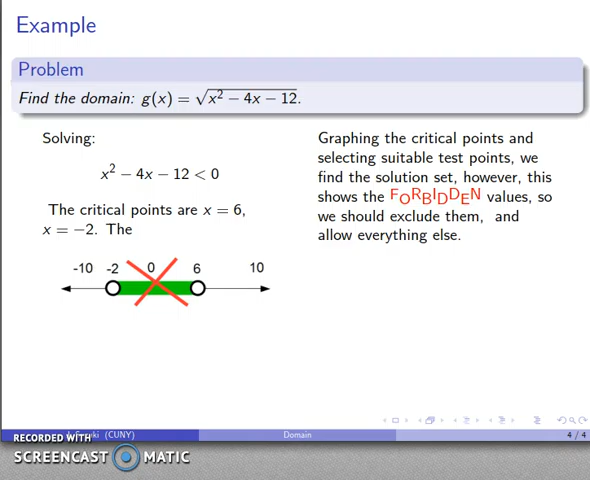 Example
Problem
Find the domain: g(x) = √x² − 4x − 12.
Solving:
x² − 4x − 12 < 0
The critical points are x = 6,
x = −2. The
-10 -2 0 6 10
Graphing the critical points and
selecting suitable test points, we
find the solution set, however, this
shows the FORBIDDEN values, so
we should exclude them, and
allow everything else.
(CUNY) Domain 4 / 4
RECORDED WITH
SCREENCAST MATIC